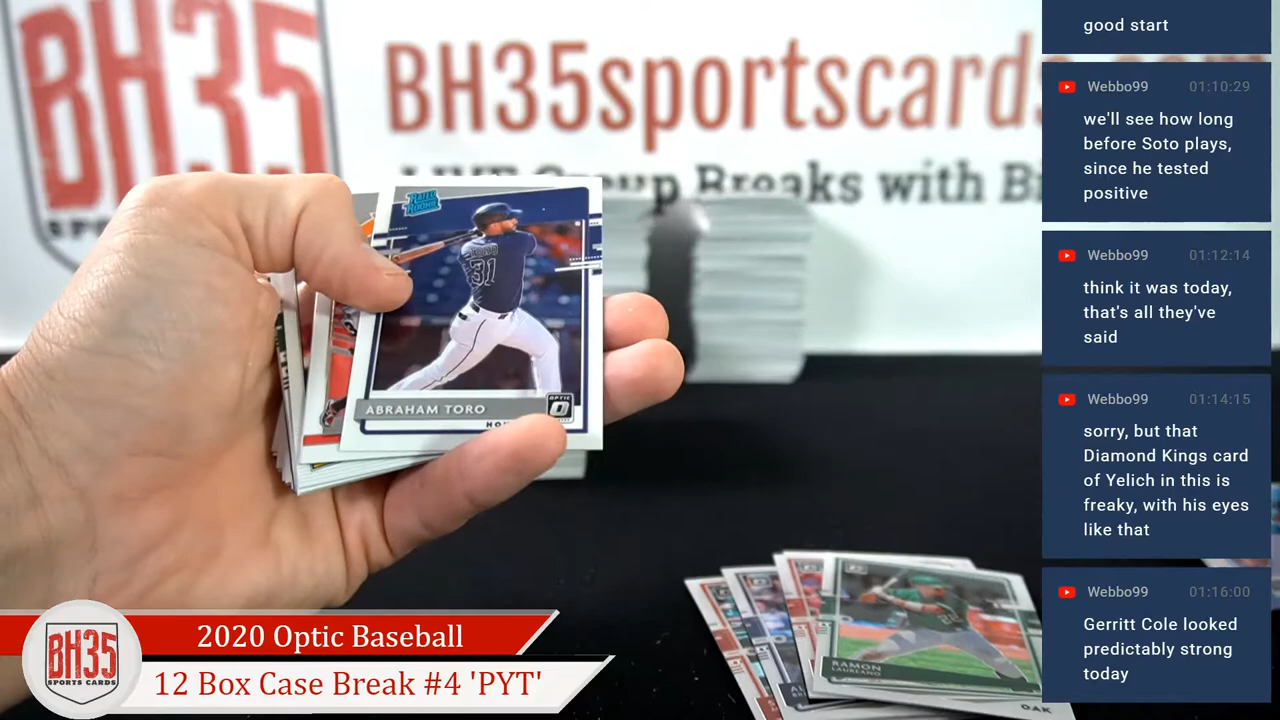 BH35
BH35sportscards
LIVE Group Breaks with
RATED
ROOKIE
TORO
31
ABRAHAM TORO
OPTIC
RAMON
LAUREANO
OAK
2020 Optic Baseball
12 Box Case Break #4 'PYT'
BH35
SPORTS CARDS
good start
Webbo99 01:10:29
we'll see how long
before Soto plays,
since he tested
positive
Webbo99 01:12:14
think it was today,
that's all they've
said
Webbo99 01:14:15
sorry, but that
Diamond Kings card
of Yelich in this is
freaky, with his eyes
like that
Webbo99 01:16:00
Gerritt Cole looked
predictably strong
today